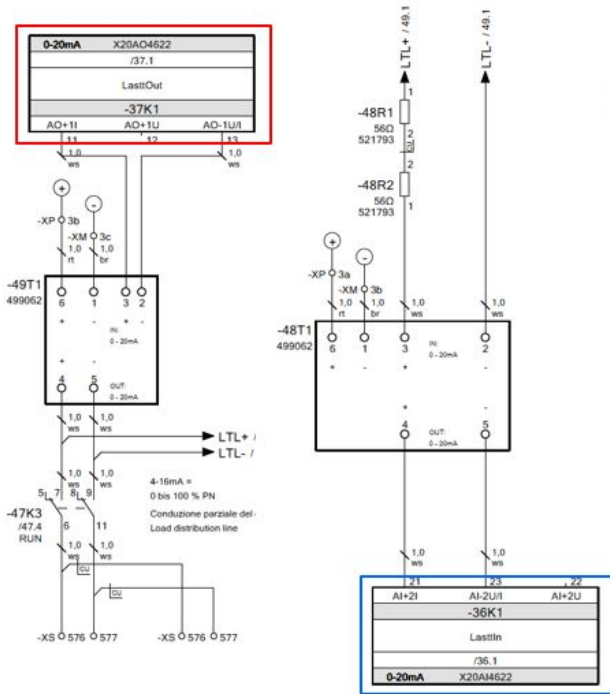 0-20mA X20AO4622
/37.1
LasttOut
-37K1
AO+1I AO+1U AO-1U/I
11 12 13
1,0 1,0
ws ws
+ -
-XP 3b
-XM 3c
1,0 1,0
rt br
-49T1
499062
6 1 3 2
+ - + -
IN:
0 - 20mA
+ -
4 5
OUT:
0 - 20mA
1,0 1,0
ws ws
LTL+ /
LTL- /
1,0 1,0
ws ws
4-16mA =
0 bis 100 % PN
Conduzione parziale del
Load distribution line
5 7 8 9
-47K3
/47.4
RUN
6 11
1,0 1,0
ws ws
CU
CU
-XS 576 577 -XS 576 577
LTL+ / 49.1
LTL- / 49.1
1
-48R1
56Ω
521793
2
CU
2
-48R2
56Ω
521793
1
+ -
-XP 3a
-XM 3b
1,0 1,0 1,0 1,0
rt br ws ws
-48T1
499062
6 1 3 2
+ - + -
IN:
0 - 20mA
+ -
4 5
OUT:
0 - 20mA
1,0 1,0
ws ws
21 23 22
AI+2I AI-2U/I AI+2U
-36K1
LasttIn
/36.1
0-20mA X20AI4622